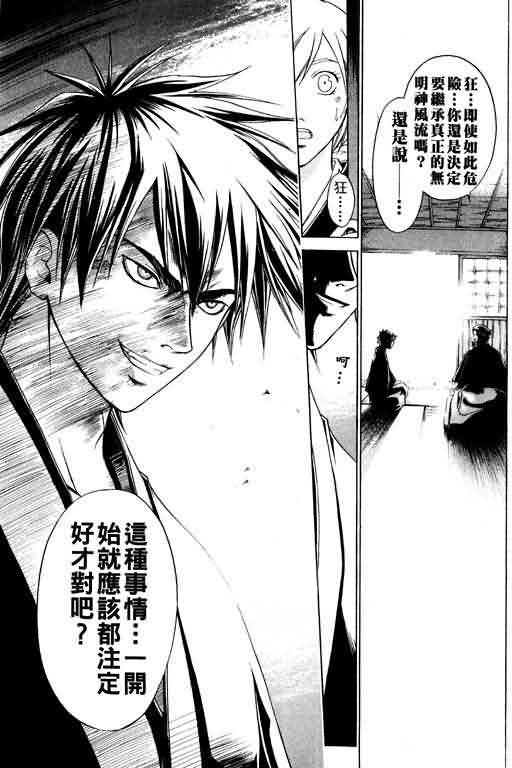 狂…即使如此危
險…你還是決定
要繼承真正的無
明神風流嗎？
還是說……
狂…
呵…
這種事情…一開
始就應該都注定
好才對吧？